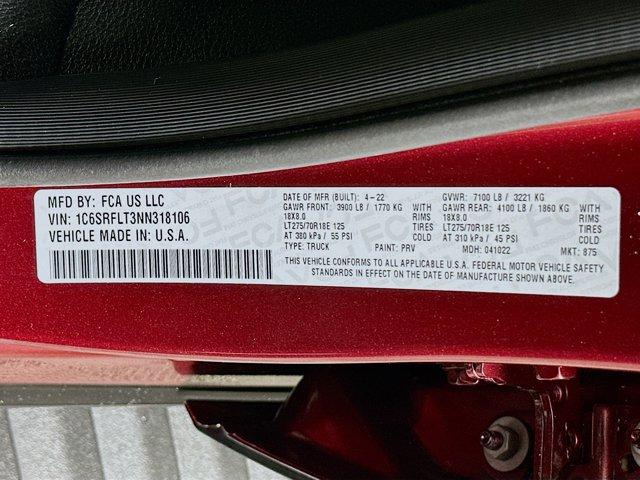 MFD BY: FCA US LLC
VIN: 1C6SRFLT3NN318106
VEHICLE MADE IN: U.S.A.
DATE OF MFR (BUILT): 4-22 GVWR: 7100 LB / 3221 KG
GAWR FRONT: 3900 LB / 1770 KG WITH GAWR REAR: 4100 LB / 1860 KG WITH
18X8.0 RIMS 18X8.0 RIMS
LT275/70R18E 125 TIRES LT275/70R18E 125 TIRES
AT 380 kPa / 55 PSI COLD AT 310 kPa / 45 PSI COLD
TYPE: TRUCK PAINT: PRV MDH: 041022 MKT: 875
THIS VEHICLE CONFORMS TO ALL APPLICABLE U.S.A. FEDERAL MOTOR VEHICLE SAFETY
STANDARDS IN EFFECT ON THE DATE OF MANUFACTURE SHOWN ABOVE.